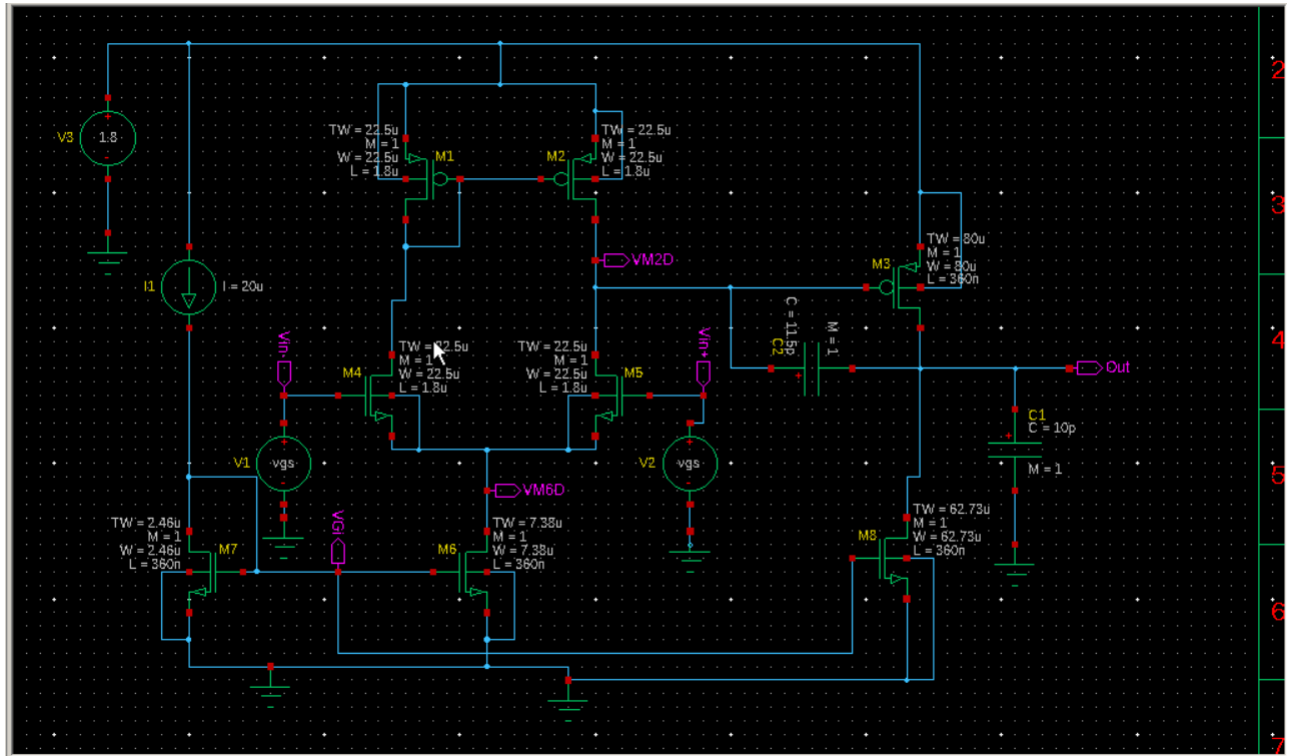 2
V3
1.8
TW = 22.5u
M = 1
W = 22.5u
L = 1.8u
M1
M2
TW = 22.5u
M = 1
W = 22.5u
L = 1.8u
3
VM2D
TW = 80u
M = 1
W = 80u
L = 360n
M3
I1
I = 20u
C = 11.5p
C2
M = 1
4
Vin-
Vin+
M4
M = 1
W = 22.5u
L = 1.8u
TW = 22.5u
M = 1
W = 22.5u
L = 1.8u
M5
Out
C1
C = 10p
M = 1
V1
vgs
V2
vgs
5
VM6D
VGi
TW = 2.46u
M = 1
W = 2.46u
L = 360n
M7
M6
TW = 7.38u
M = 1
W = 7.38u
L = 360n
M8
TW = 62.73u
M = 1
W = 62.73u
L = 360n
6
7